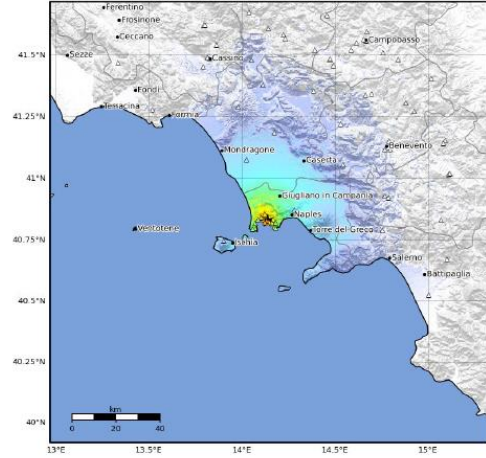 Ferentino
Frosinone
Ceccano
41.5°N
Sezze
Cassino
Campobasso
Fondi
Terracina
41.25°N
Formia
Mondragone
Caserta
Benevento
41°N
Giugliano in Campania
Naples
40.75°N
Ventotene
Ischia
Torre del Greco
Salerno
Battipaglia
40.5°N
40.25°N
40°N
km
0 20 40
13°E 13.5°E 14°E 14.5°E 15°E